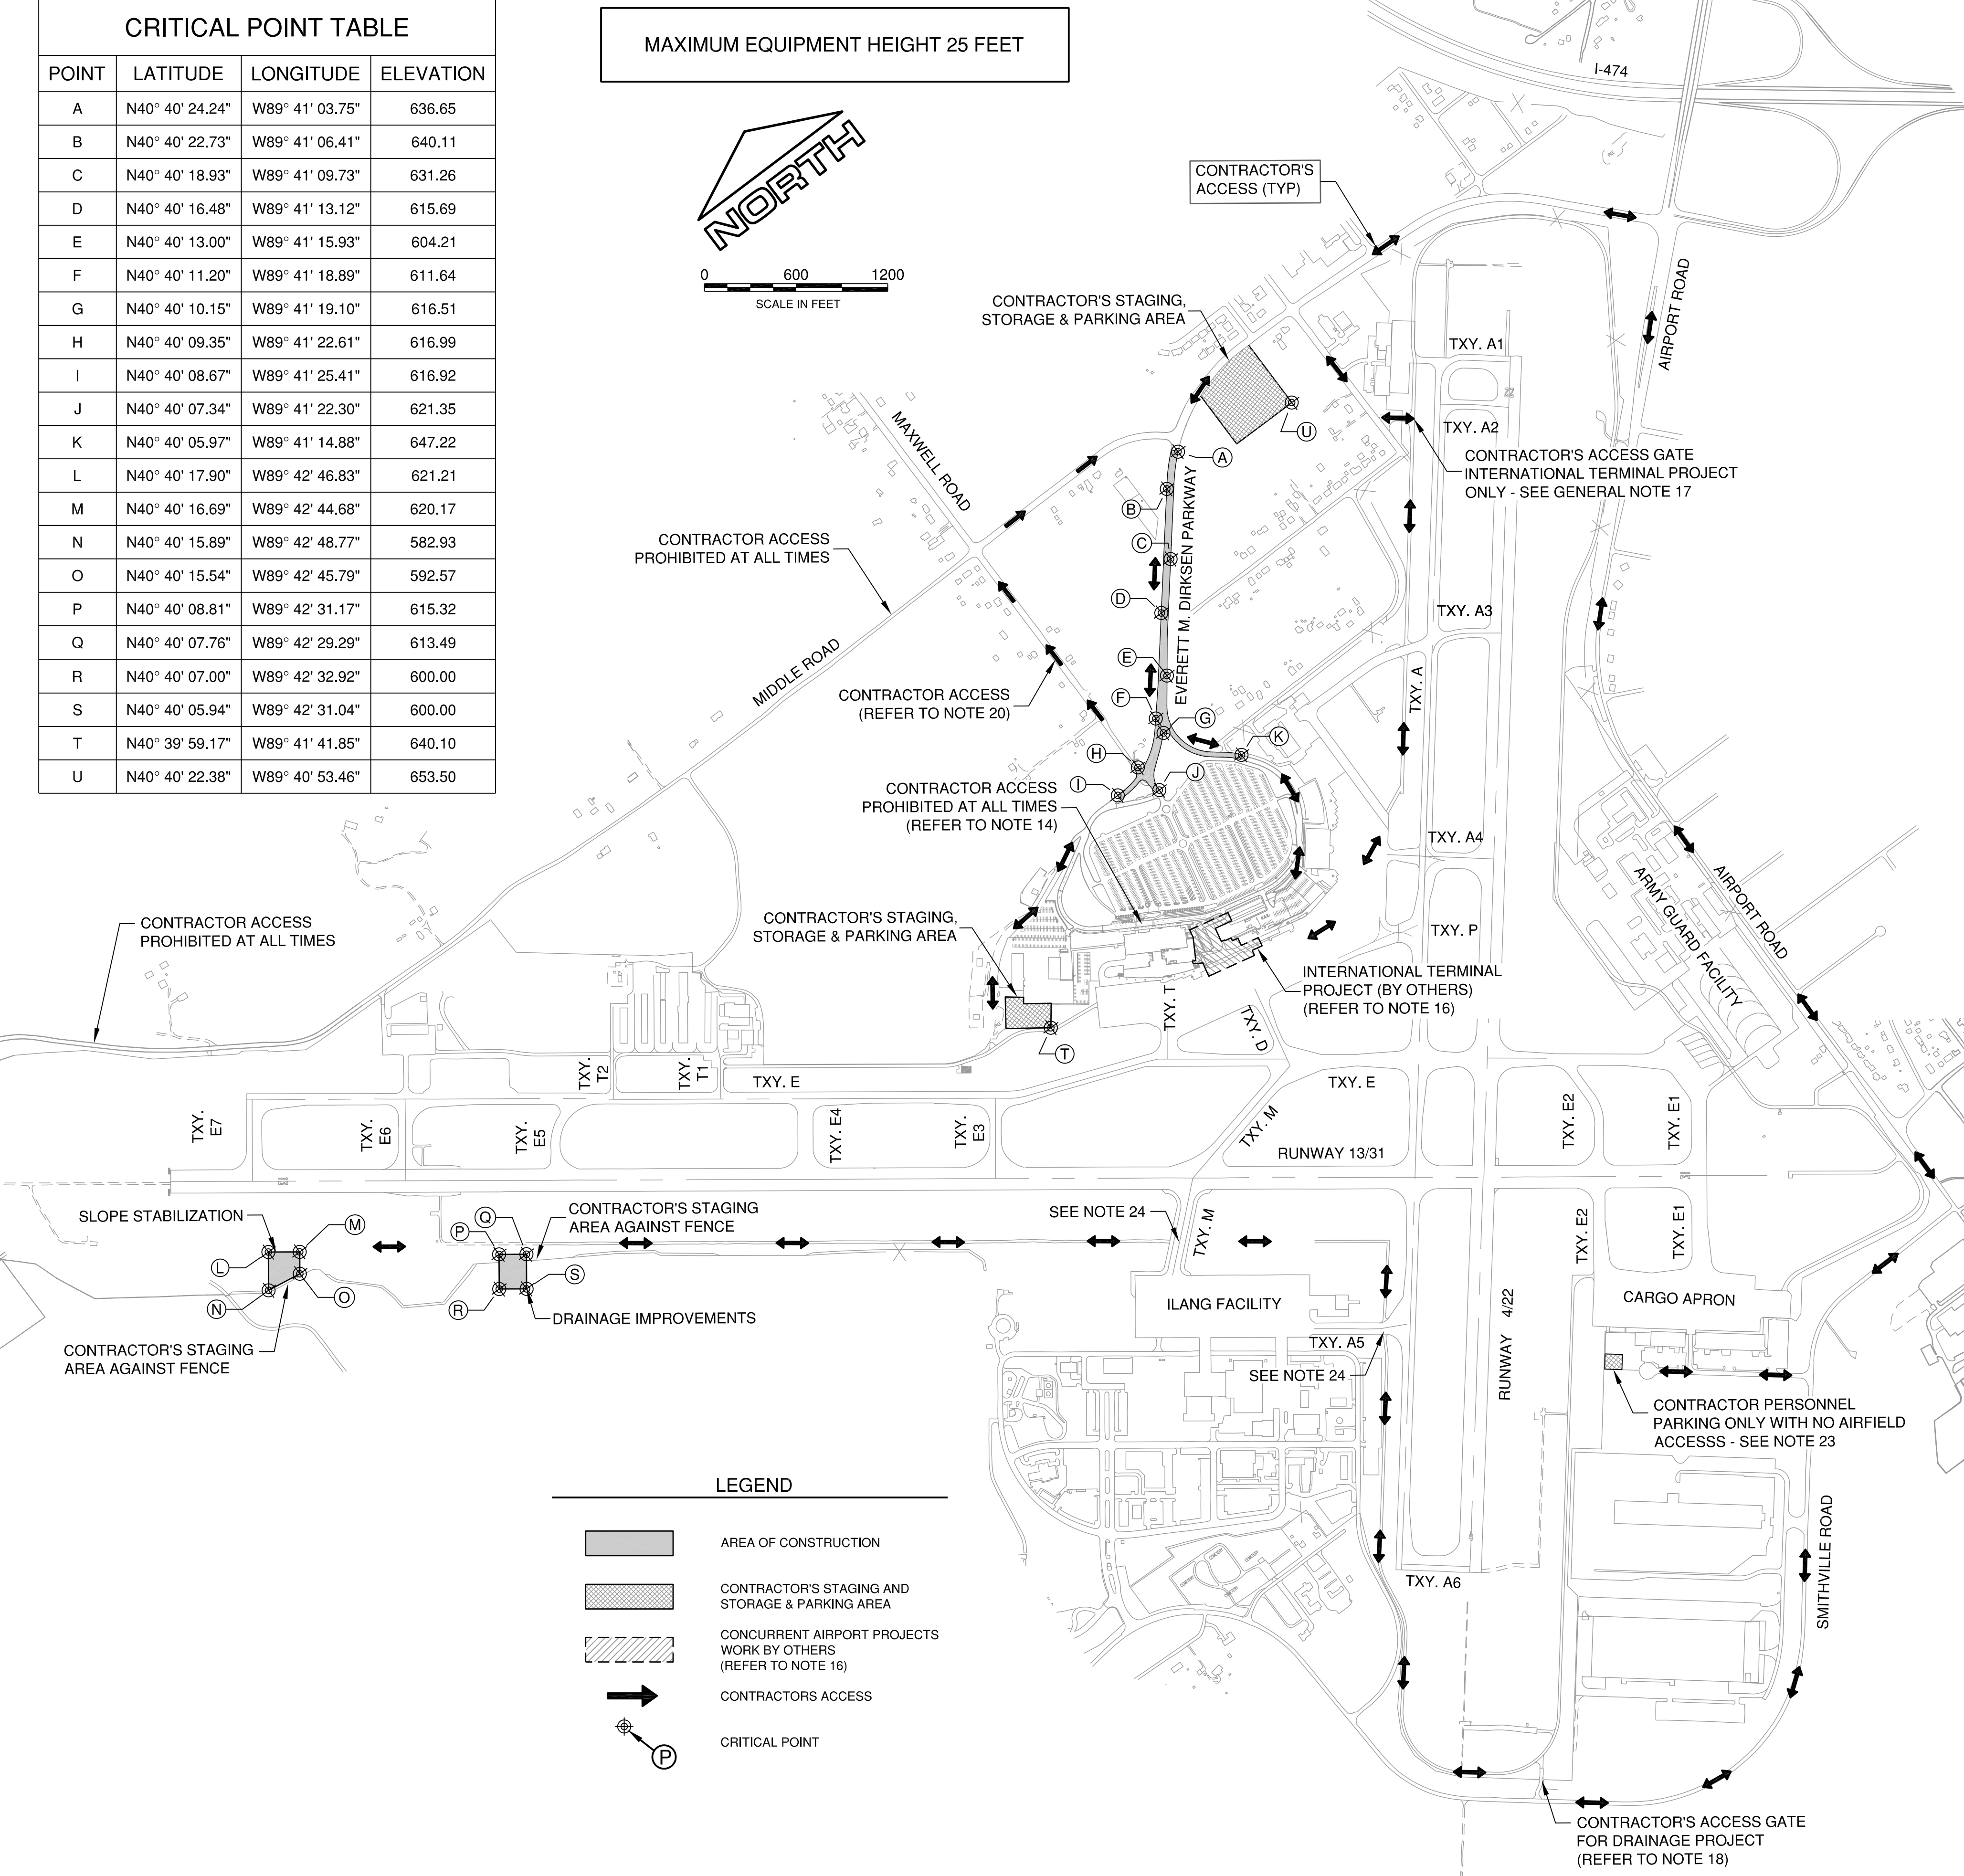 CRITICAL POINT TABLE
POINT LATITUDE LONGITUDE ELEVATION
A N40° 40' 24.24" W89° 41' 03.75" 636.65
B N40° 40' 22.73" W89° 41' 06.41" 640.11
C N40° 40' 18.93" W89° 41' 09.73" 631.26
D N40° 40' 16.48" W89° 41' 13.12" 615.69
E N40° 40' 13.00" W89° 41' 15.93" 604.21
F N40° 40' 11.20" W89° 41' 18.89" 611.64
G N40° 40' 10.15" W89° 41' 19.10" 616.51
H N40° 40' 09.35" W89° 41' 22.61" 616.99
I N40° 40' 08.67" W89° 41' 25.41" 616.92
J N40° 40' 07.34" W89° 41' 22.30" 621.35
K N40° 40' 05.97" W89° 41' 14.88" 647.22
L N40° 40' 17.90" W89° 42' 46.83" 621.21
M N40° 40' 16.69" W89° 42' 44.68" 620.17
N N40° 40' 15.89" W89° 42' 48.77" 582.93
O N40° 40' 15.54" W89° 42' 45.79" 592.57
P N40° 40' 08.81" W89° 42' 31.17" 615.32
Q N40° 40' 07.76" W89° 42' 29.29" 613.49
R N40° 40' 07.00" W89° 42' 32.92" 600.00
S N40° 40' 05.94" W89° 42' 31.04" 600.00
T N40° 39' 59.17" W89° 41' 41.85" 640.10
U N40° 40' 22.38" W89° 40' 53.46" 653.50
MAXIMUM EQUIPMENT HEIGHT 25 FEET
NORTH
0 600 1200
SCALE IN FEET
I-474
CONTRACTOR'S
ACCESS (TYP)
AIRPORT ROAD
CONTRACTOR'S STAGING,
STORAGE & PARKING AREA
TXY. A1
22
U
TXY. A2
MAXWELL ROAD
A
CONTRACTOR'S ACCESS GATE
INTERNATIONAL TERMINAL PROJECT
ONLY - SEE GENERAL NOTE 17
B
EVERETT M. DIRKSEN PARKWAY
CONTRACTOR ACCESS
PROHIBITED AT ALL TIMES
C
D
TXY. A3
MIDDLE ROAD
E
TXY. A
CONTRACTOR ACCESS
(REFER TO NOTE 20)
F
G
K
H
J
I
CONTRACTOR ACCESS
PROHIBITED AT ALL TIMES
(REFER TO NOTE 14)
TXY. A4
ARMY GUARD FACILITY
AIRPORT ROAD
CONTRACTOR ACCESS
PROHIBITED AT ALL TIMES
CONTRACTOR'S STAGING,
STORAGE & PARKING AREA
TXY. P
INTERNATIONAL TERMINAL
PROJECT (BY OTHERS)
(REFER TO NOTE 16)
TXY. T
TXY. D
T
TXY.
T2
TXY.
T1
TXY. E
TXY. E
TXY.
E7
TXY.
E6
TXY.
E5
TXY. E4
TXY.
E3
TXY. M
TXY. E2
TXY. E1
RUNWAY 13/31
SLOPE STABILIZATION
M
Q
P
CONTRACTOR'S STAGING
AREA AGAINST FENCE
SEE NOTE 24
TXY. M
TXY. E2
TXY. E1
L
S
N
O
R
DRAINAGE IMPROVEMENTS
ILANG FACILITY
RUNWAY 4/22
CARGO APRON
CONTRACTOR'S STAGING
AREA AGAINST FENCE
TXY. A5
SEE NOTE 24
CONTRACTOR PERSONNEL
PARKING ONLY WITH NO AIRFIELD
ACCESSS - SEE NOTE 23
LEGEND
AREA OF CONSTRUCTION
CONTRACTOR'S STAGING AND
STORAGE & PARKING AREA
CONCURRENT AIRPORT PROJECTS
WORK BY OTHERS
(REFER TO NOTE 16)
CONTRACTORS ACCESS
P
CRITICAL POINT
CEMETERY
CEMETERY
CEMETERY
CEMETERY
TXY. A6
SMITHVILLE ROAD
CONTRACTOR'S ACCESS GATE
FOR DRAINAGE PROJECT
(REFER TO NOTE 18)